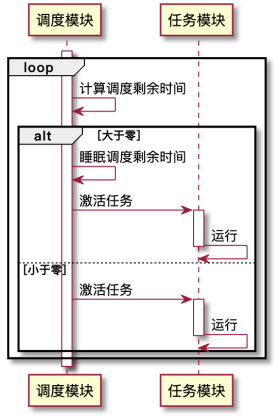 调度模块 任务模块
loop
计算调度剩余时间
alt [大于零]
睡眠调度剩余时间
激活任务
运行
[小于零]
激活任务
运行
调度模块 任务模块